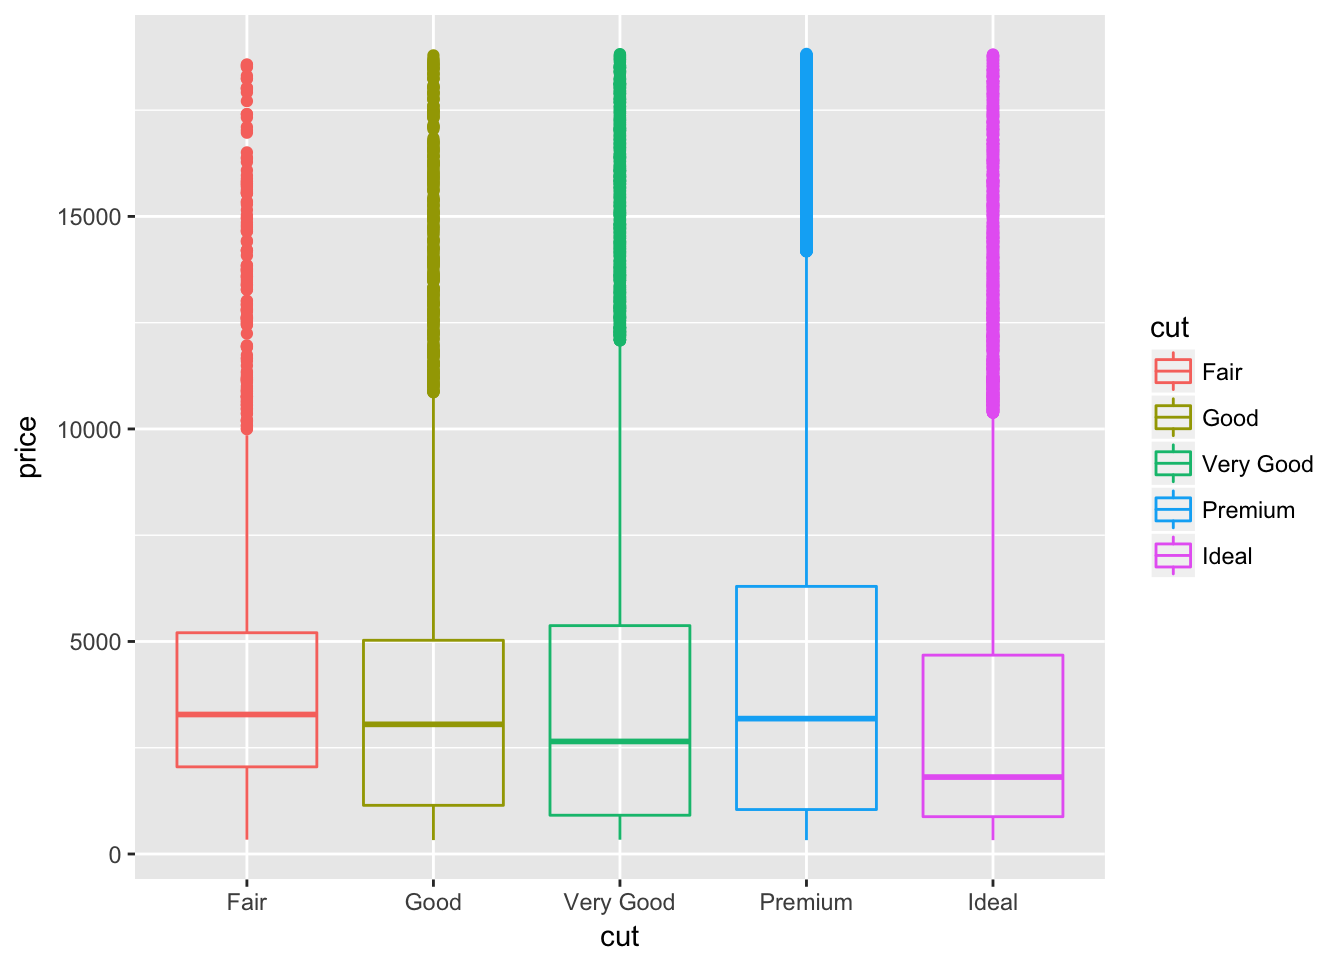 price
15000
10000
5000
0
Fair
Good
Very Good
Premium
Ideal
cut
cut
Fair
Good
Very Good
Premium
Ideal